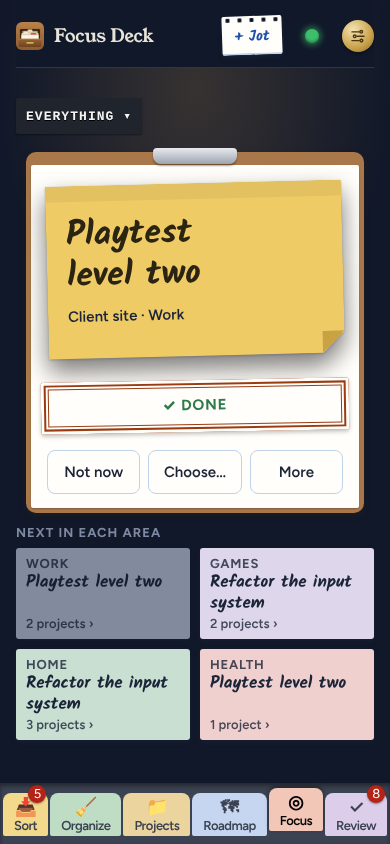 Focus Deck
+ Jot
EVERYTHING ▾
Playtest
level two
Client site · Work
✓ DONE
Not now
Choose...
More
NEXT IN EACH AREA
WORK
Playtest level two
2 projects ›
GAMES
Refactor the input
system
2 projects ›
HOME
Refactor the input
system
3 projects ›
HEALTH
Playtest level two
1 project ›
5
Sort
Organize
Projects
Roadmap
Focus
8
Review